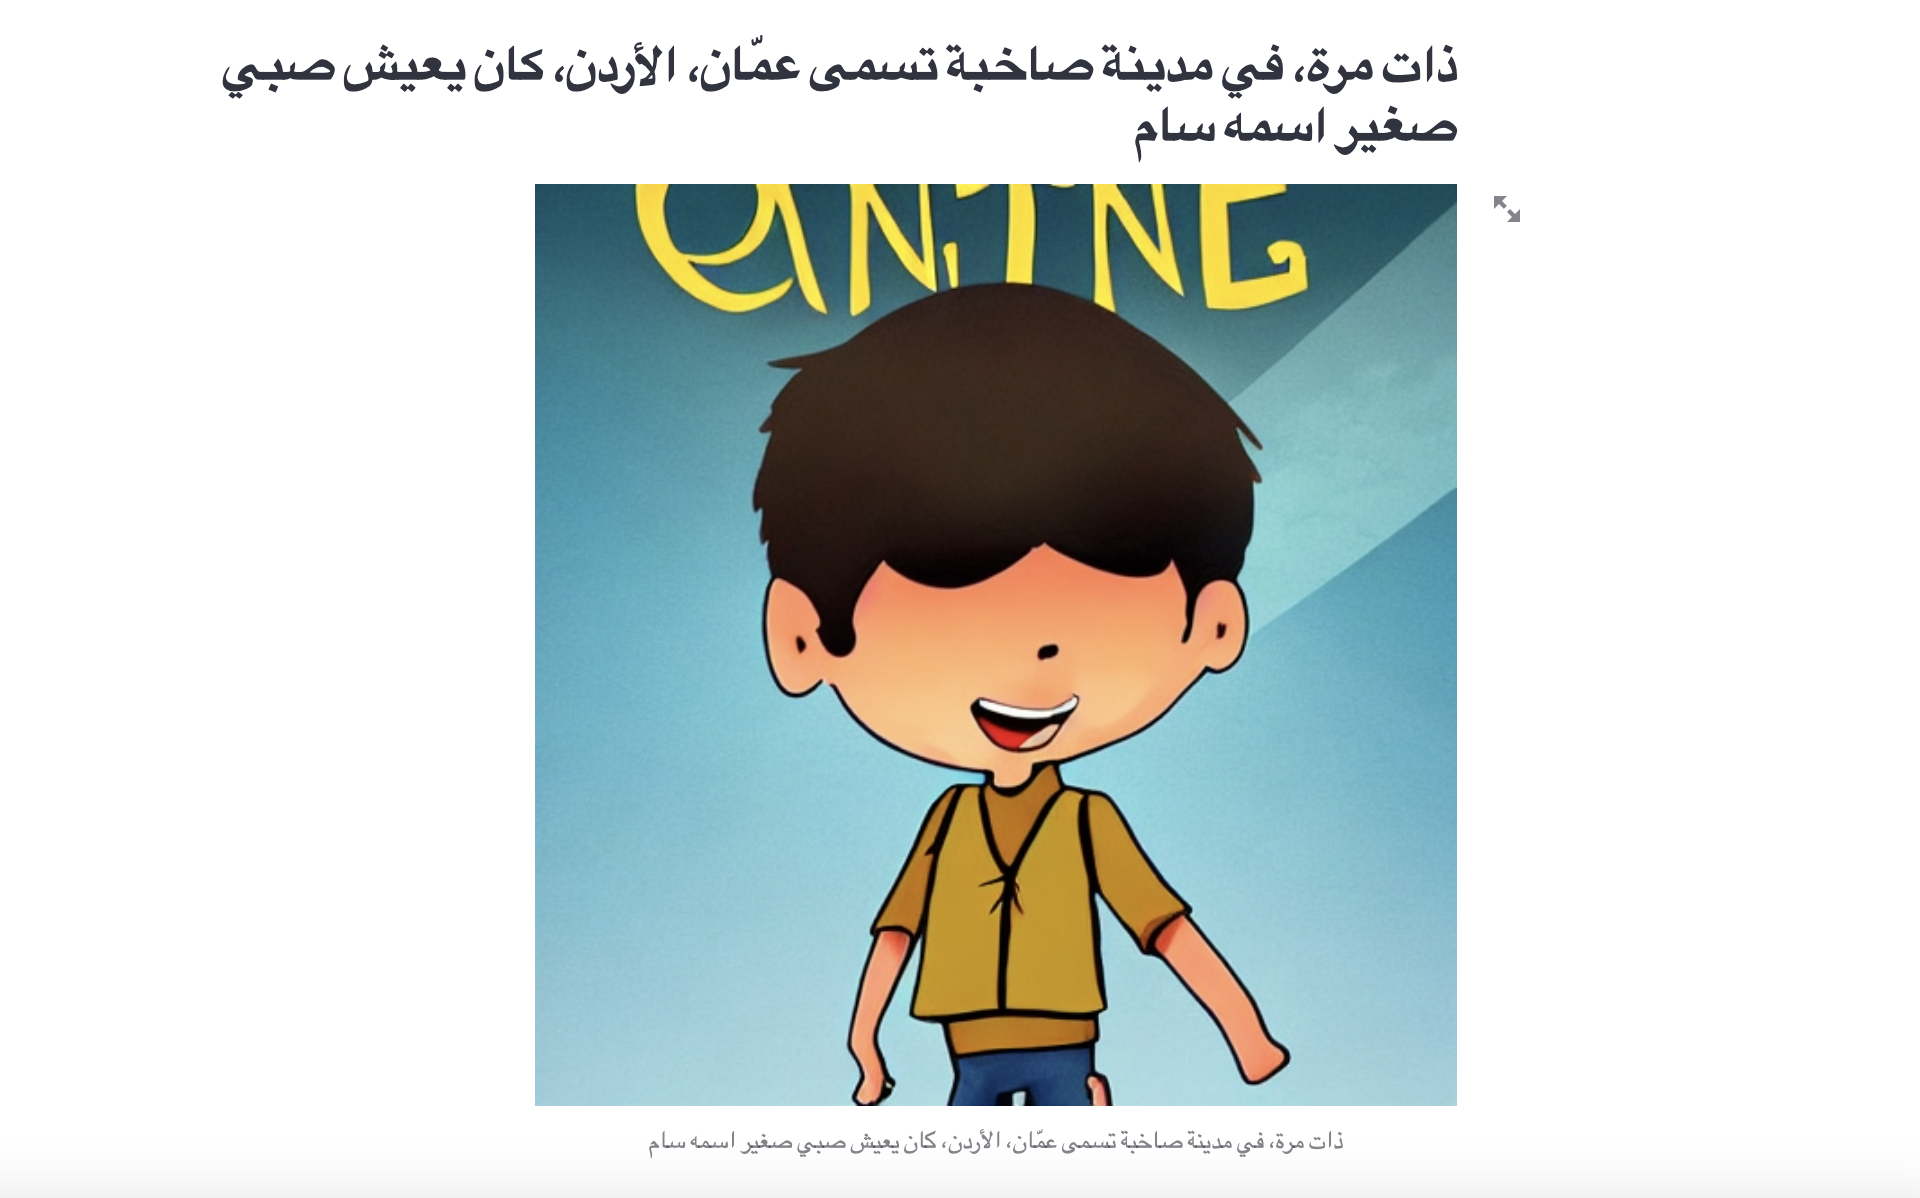 ذات مرة، في مدينة صاخبة تسمى عمّان، الأردن، كان يعيش صبي
صغير اسمه سام
ذات مرة، في مدينة صاخبة تسمى عمّان، الأردن، كان يعيش صبي صغير اسمه سام